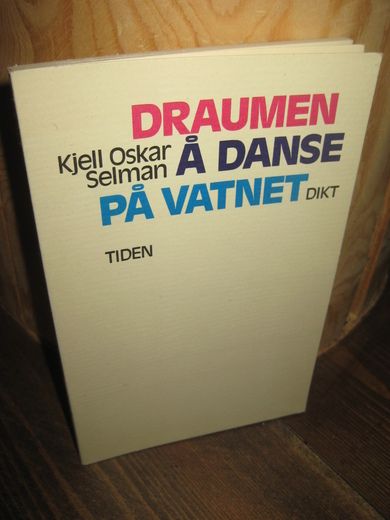 DRAUMEN
Kjell Oskar Å DANSE
Selman
PÅ VATNET DIKT
TIDEN